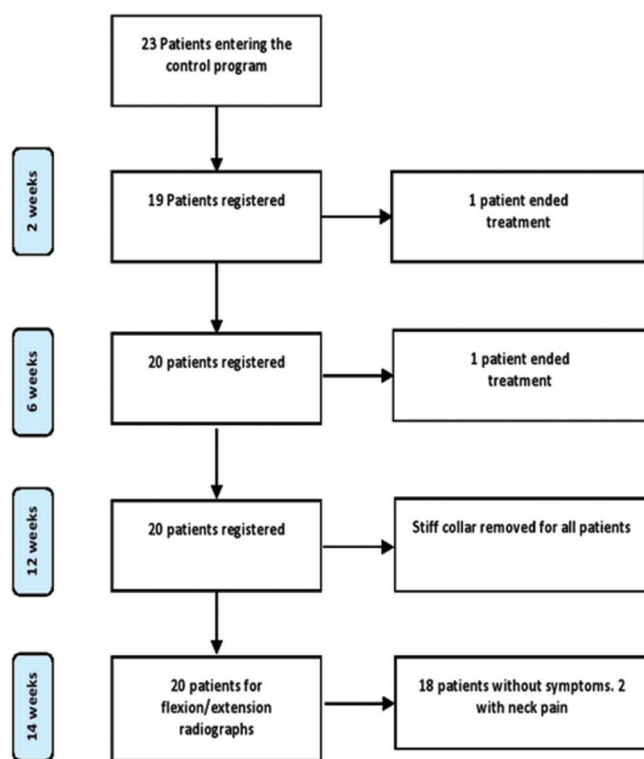 23 Patients entering the
control program
2 weeks
19 Patients registered
1 patient ended
treatment
6 weeks
20 patients registered
1 patient ended
treatment
12 weeks
20 patients registered
Stiff collar removed for all patients
14 weeks
20 patients for
flexion/extension
radiographs
18 patients without symptoms. 2
with neck pain